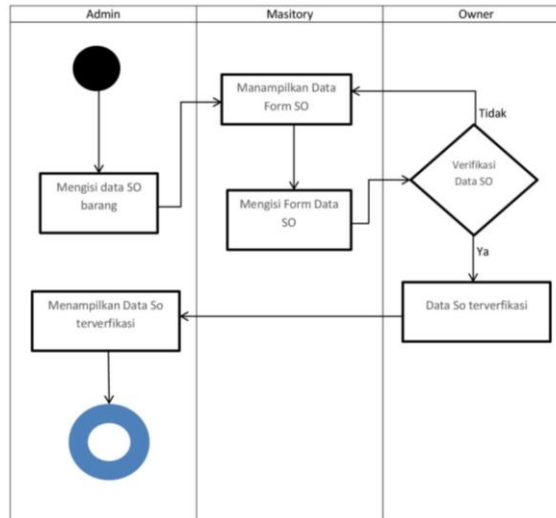 Admin
Masitory
Owner
Manampilkan Data
Form SO
Tidak
Mengisi data SO
barang
Mengisi Form Data
SO
Verifikasi
Data SO
Ya
Menampilkan Data So
terverfikasi
Data So terverfikasi